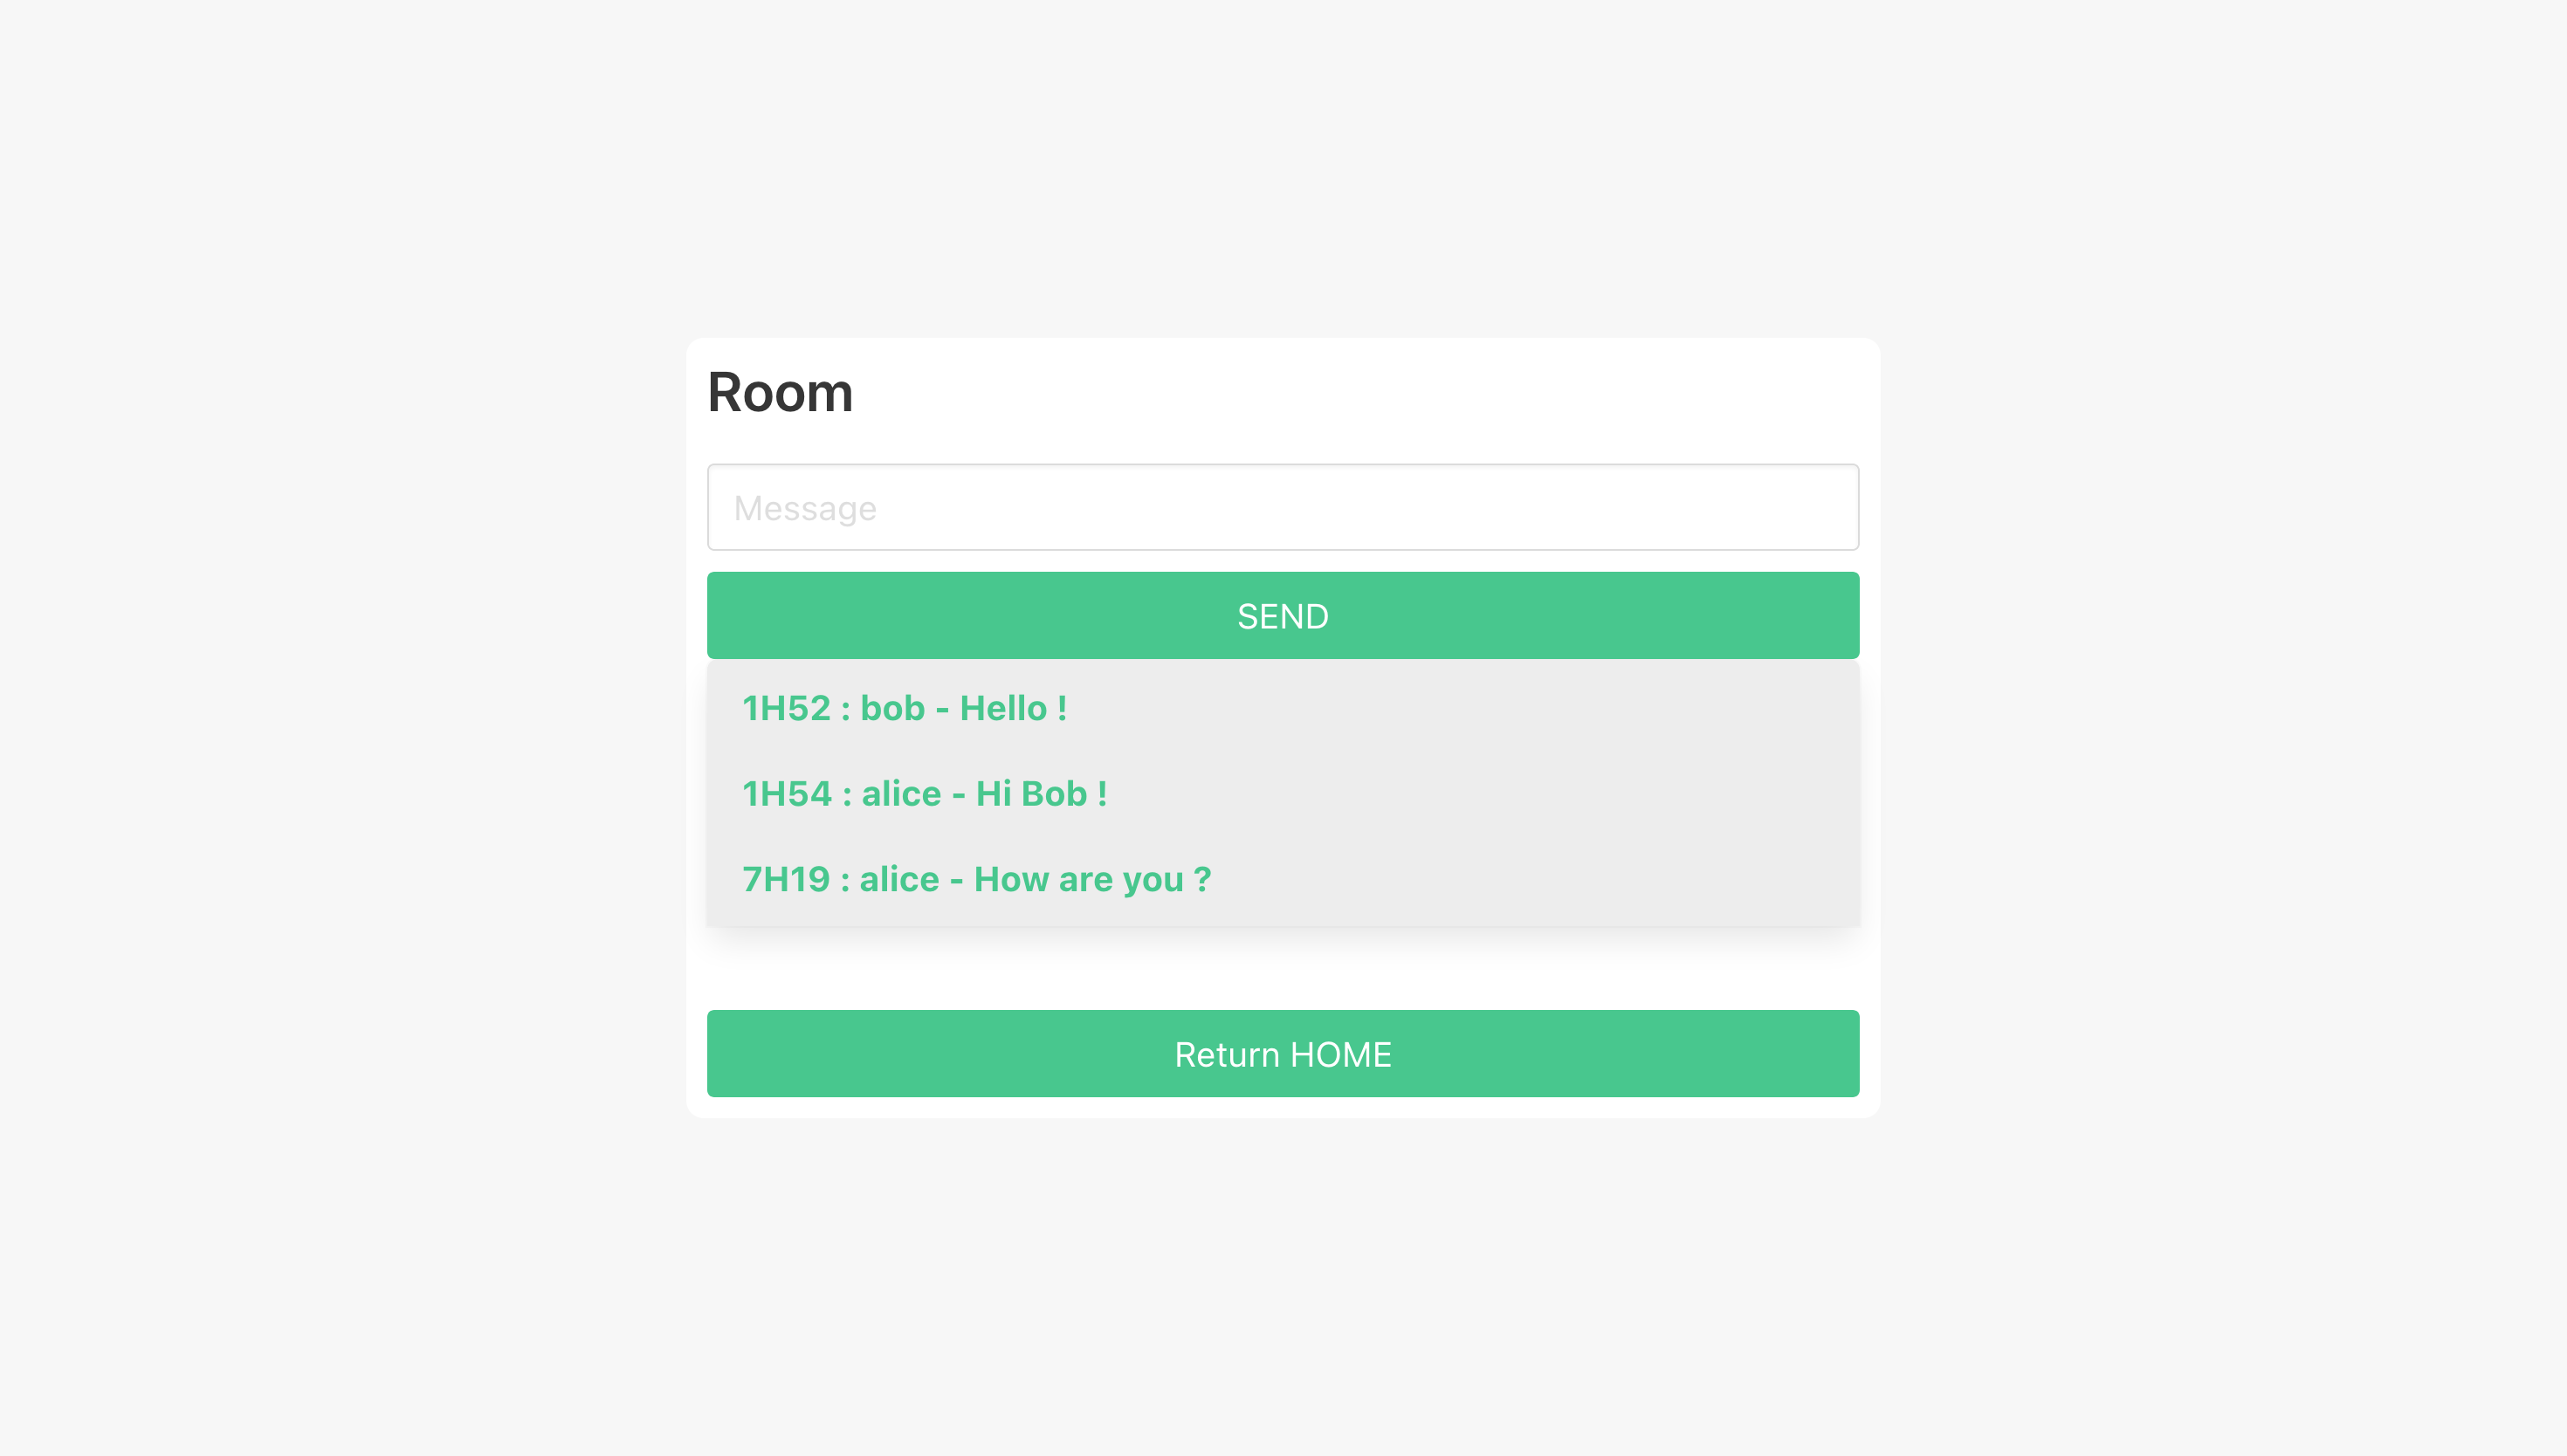 Room
Message
SEND
1H52 : bob - Hello !
1H54 : alice - Hi Bob !
7H19 : alice - How are you ?
Return HOME